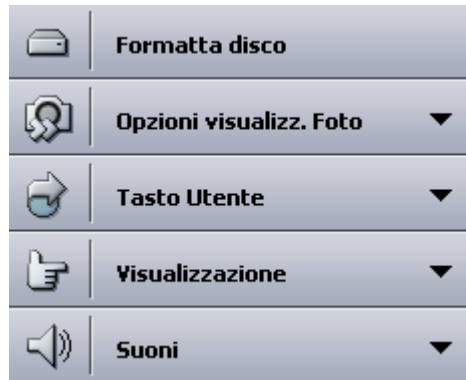 Formatta disco
Opzioni visualizz. Foto
Tasto Utente
Visualizzazione
Suoni